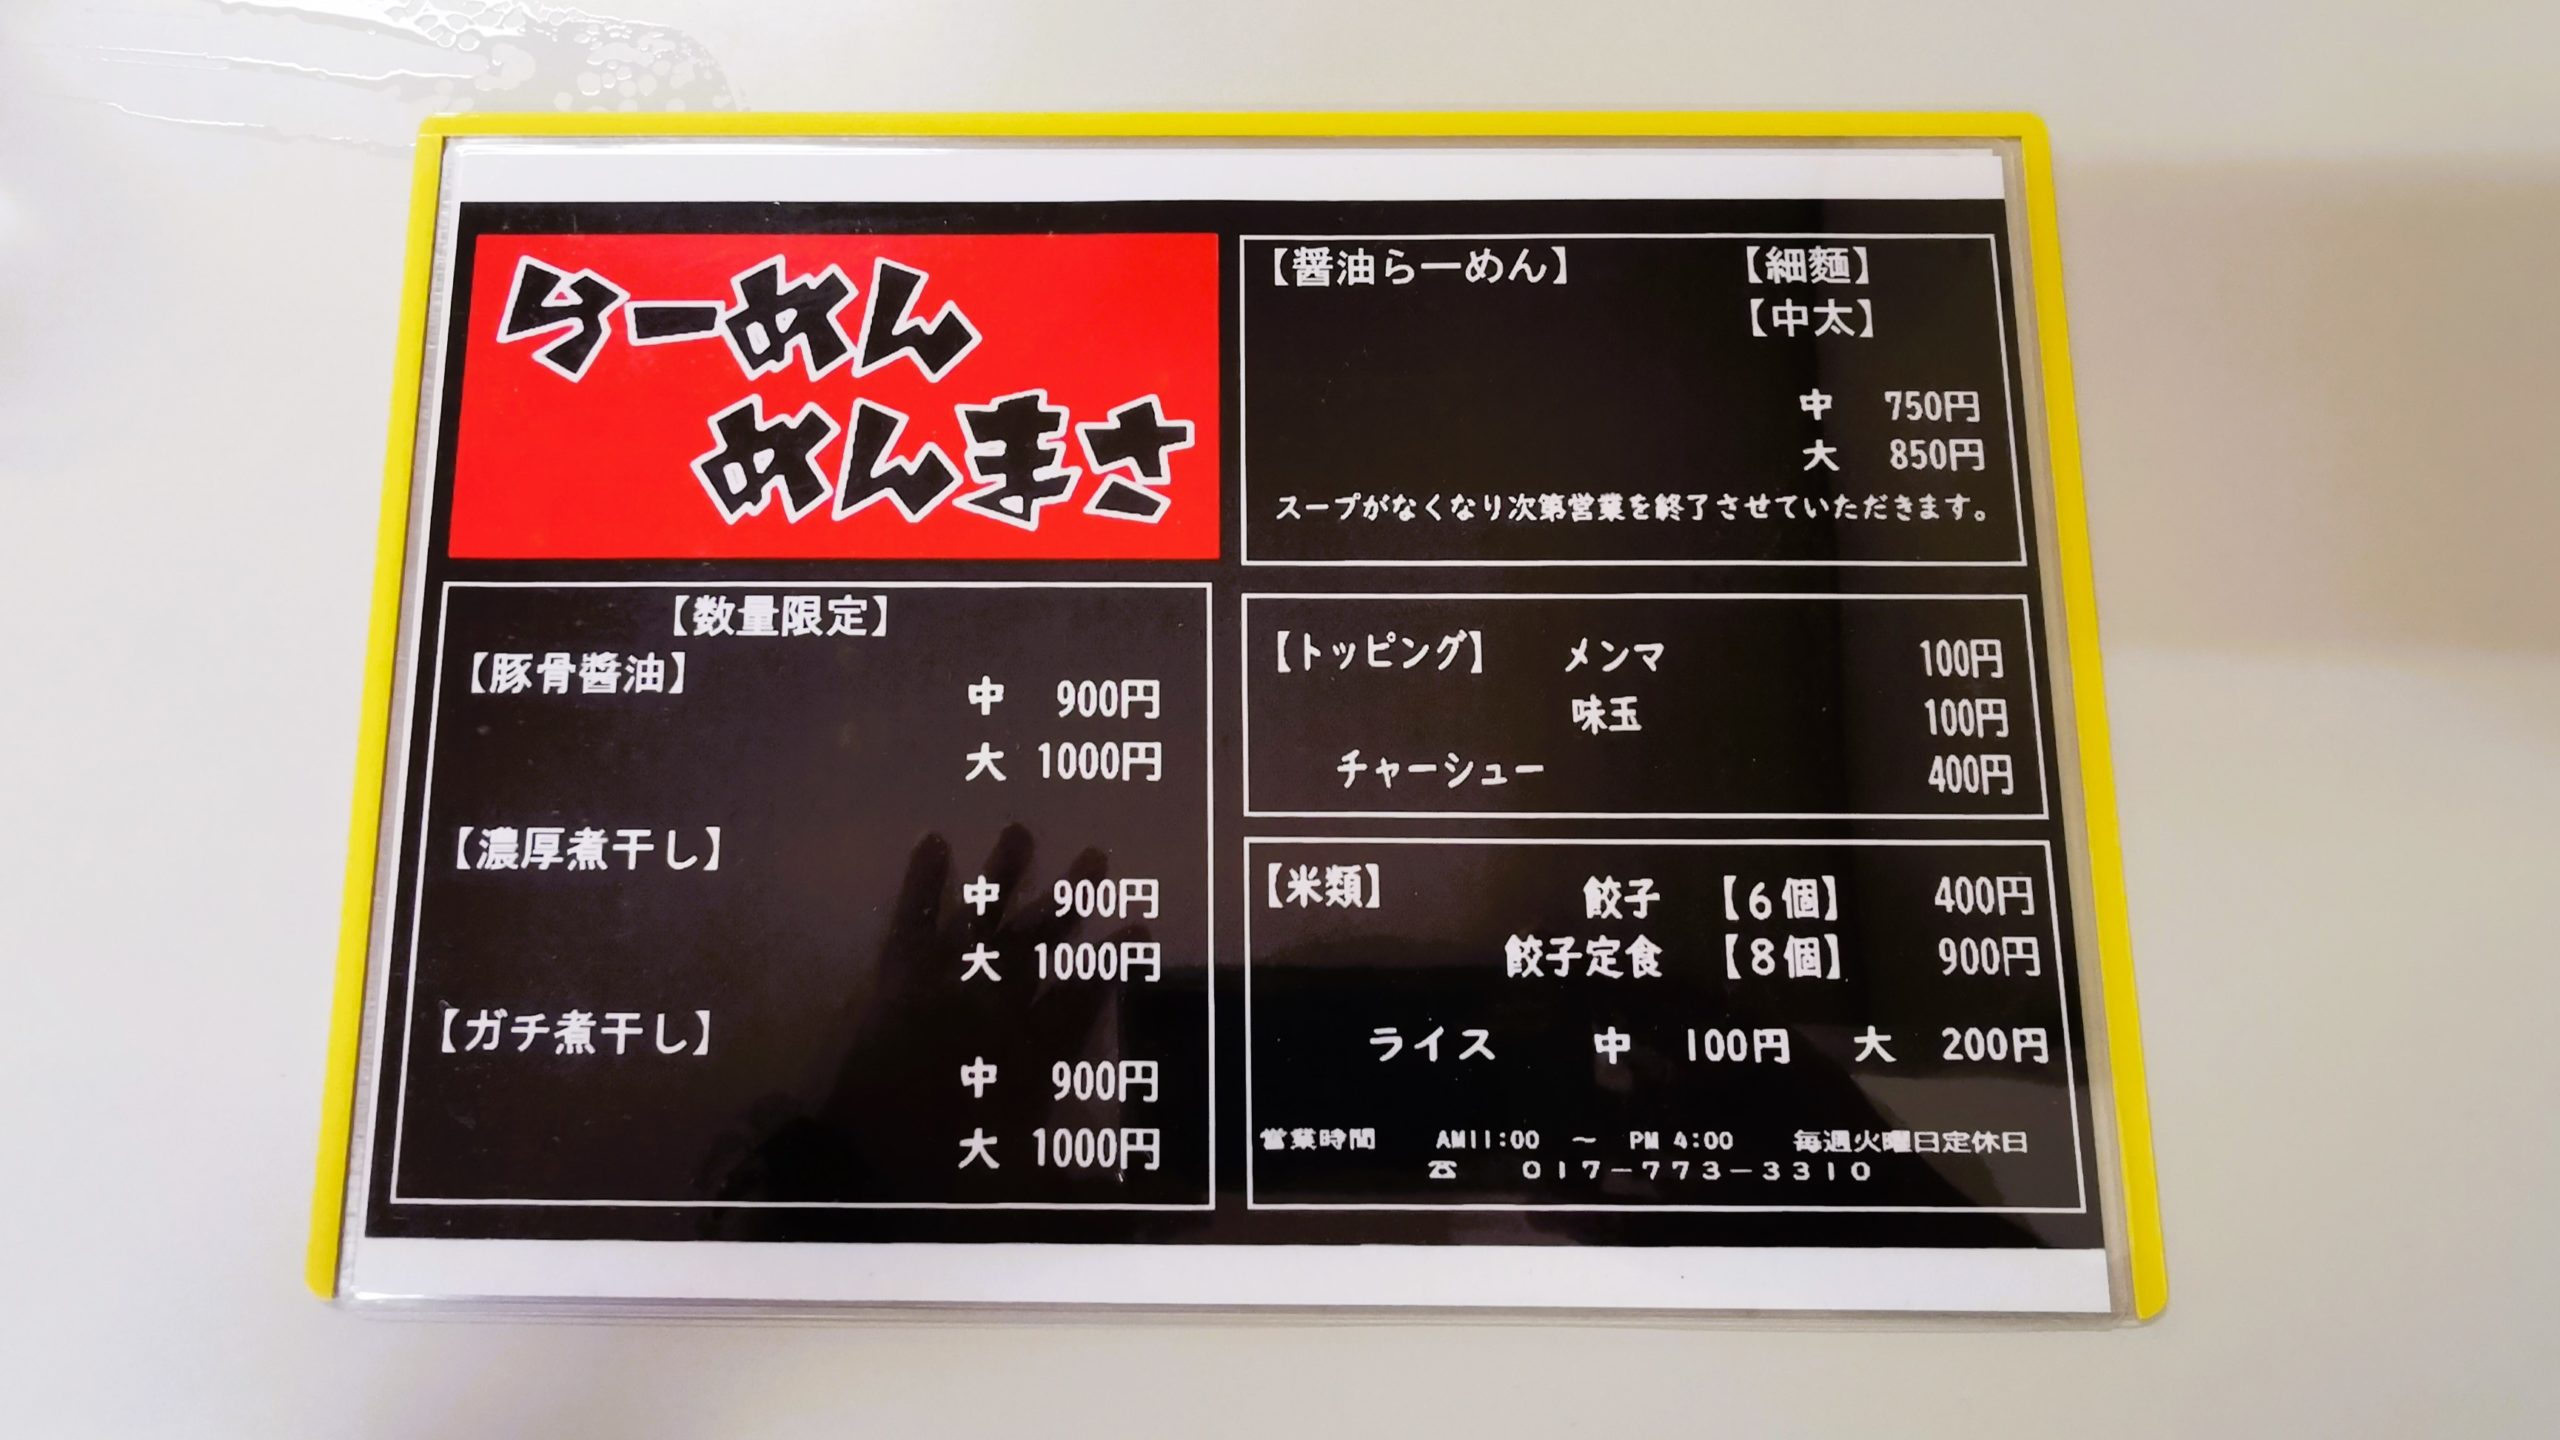 らーめん
めんまさ
【数量限定】
【豚骨醬油】
中 900円
大 1000円
【濃厚煮干し】
中 900円
大 1000円
【ガチ煮干し】
中 900円
大 1000円
【醤油らーめん】 【細麵】
【中太】
中 750円
大 850円
スープがなくなり次第営業を終了させていただきます。
【トッピング】 メンマ 100円
味玉 100円
チャーシュー 400円
【米類】 餃子 【6個】 400円
餃子定食 【8個】 900円
ライス 中 100円 大 200円
営業時間 AM11:00 ～ PM 4:00 毎週火曜日定休日
☎ 017－773－3310